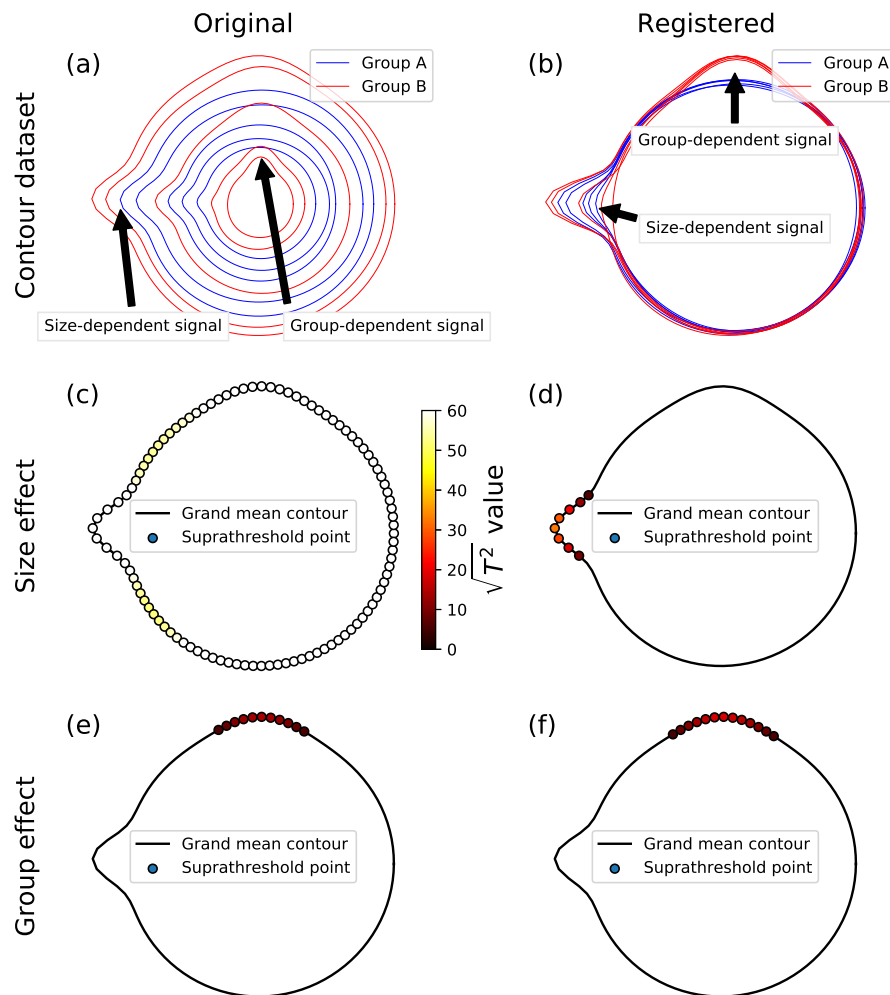 Original
Registered
Contour dataset
(a)
Group A
Group B
Size-dependent signal
Group-dependent signal
(b)
Group A
Group B
Group-dependent signal
Size-dependent signal
Size effect
(c)
Grand mean contour
Suprathreshold point
60
50
40
30
20
10
0
√T² value
(d)
Grand mean contour
Suprathreshold point
Group effect
(e)
Grand mean contour
Suprathreshold point
(f)
Grand mean contour
Suprathreshold point